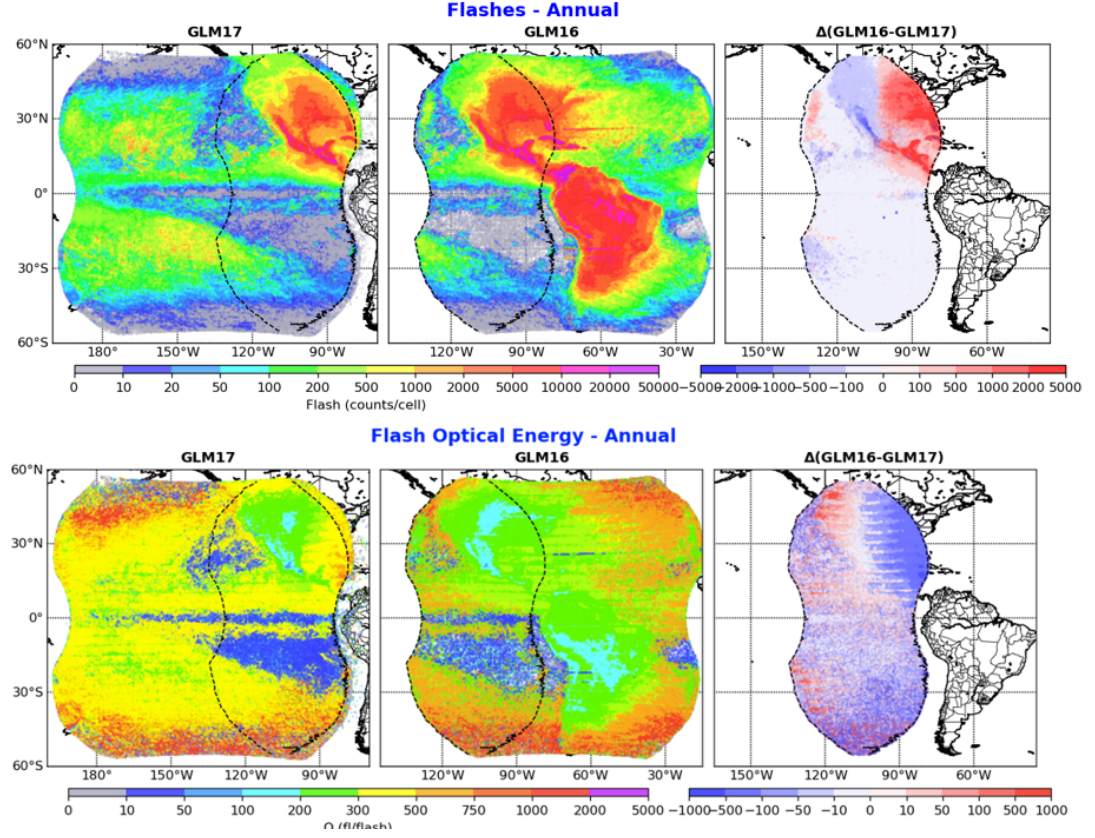 Flashes - Annual
GLM17 GLM16 Δ(GLM16-GLM17)
60°N
30°N
0°
30°S
60°S
180° 150°W 120°W 90°W 120°W 90°W 60°W 30°W 150°W 120°W 90°W 60°W
0 10 20 50 100 200 500 1000 2000 5000 10000 20000 50000 −5000 −2000 −1000 −500 −100 0 100 500 1000 2000 5000
Flash (counts/cell)
Flash Optical Energy - Annual
GLM17 GLM16 Δ(GLM16-GLM17)
60°N
30°N
0°
30°S
60°S
180° 150°W 120°W 90°W 120°W 90°W 60°W 30°W 150°W 120°W 90°W 60°W
0 10 50 100 200 300 500 750 1000 2000 5000 −1000 −500 −100 −50 −10 0 10 50 100 500 1000
O (fJ/flash)